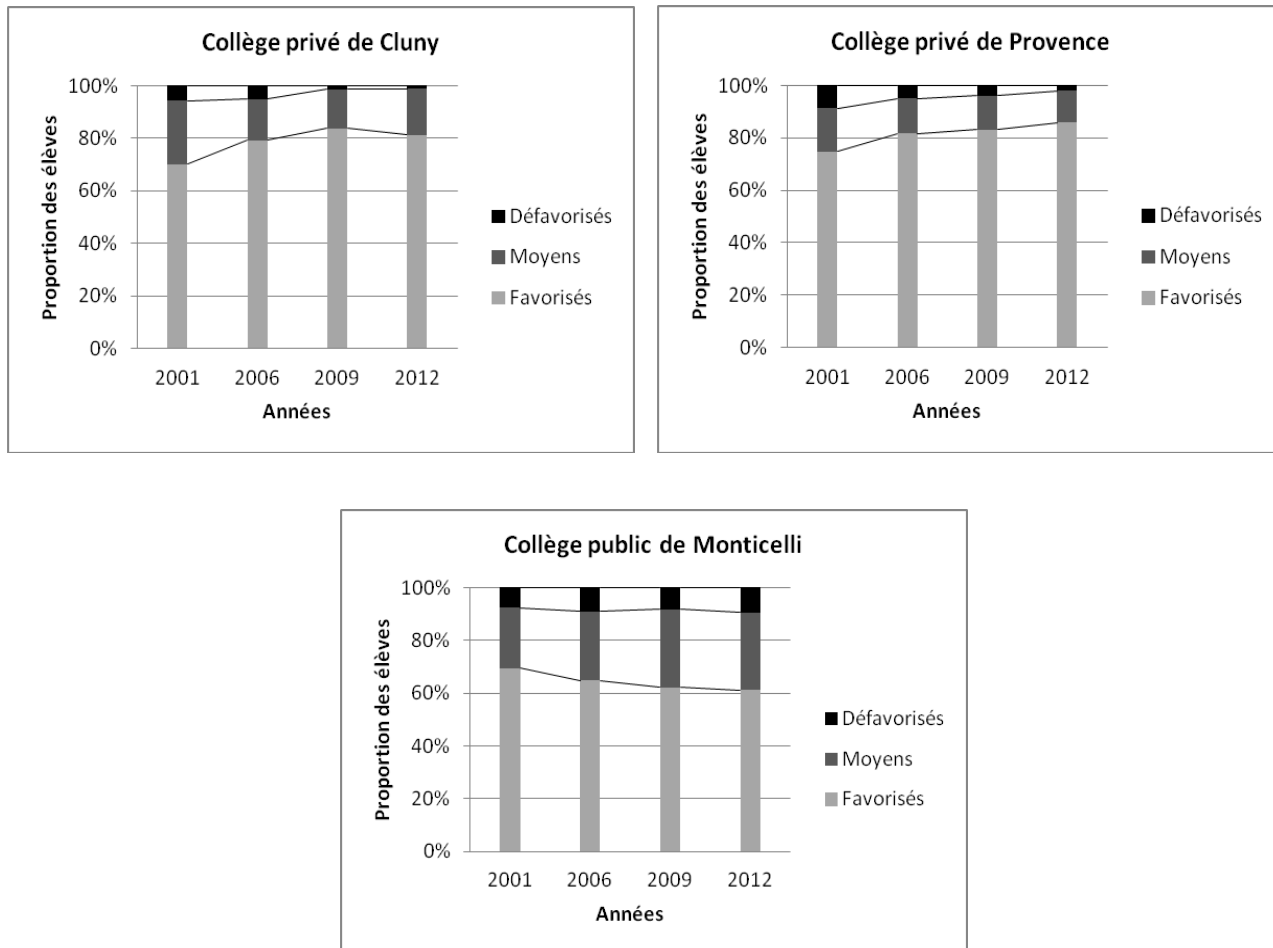 Collège privé de Cluny
Proportion des élèves
100%
80%
60%
40%
20%
0%
2001 2006 2009 2012
Années
Défavorisés
Moyens
Favorisés
Collège privé de Provence
Proportion des élèves
100%
80%
60%
40%
20%
0%
2001 2006 2009 2012
Années
Défavorisés
Moyens
Favorisés
Collège public de Monticelli
Proportion des élèves
100%
80%
60%
40%
20%
0%
2001 2006 2009 2012
Années
Défavorisés
Moyens
Favorisés